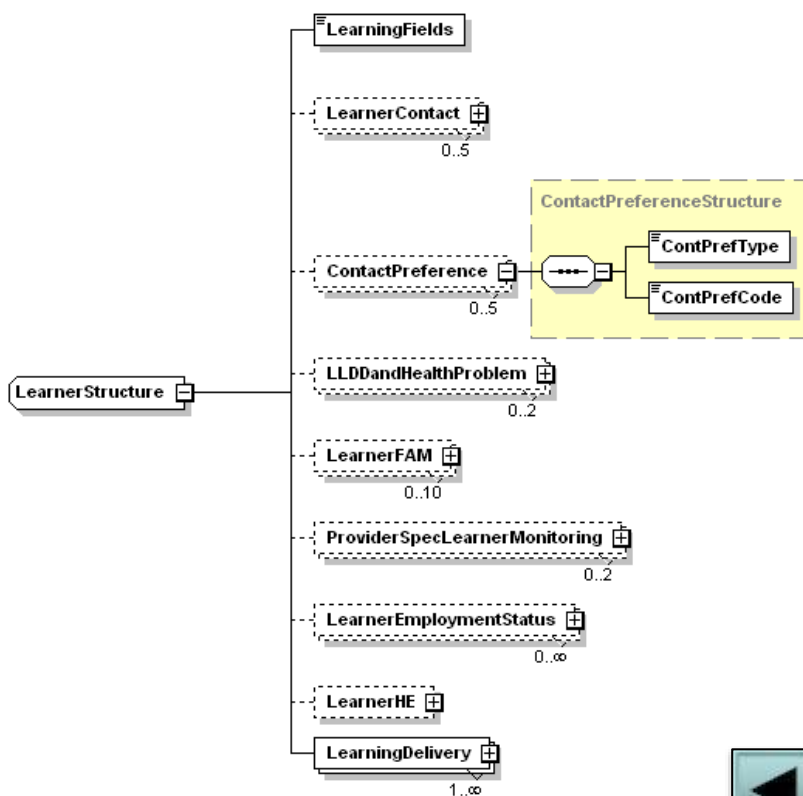 LearningFields
LearnerContact
0..5
ContactPreferenceStructure
ContPrefType
ContactPreference
ContPrefCode
0..5
LLDDandHealthProblem
LearnerStructure
0..2
LearnerFAM
0..10
ProviderSpecLearnerMonitoring
0..2
LearnerEmploymentStatus
0..∞
LearnerHE
LearningDelivery
1..∞